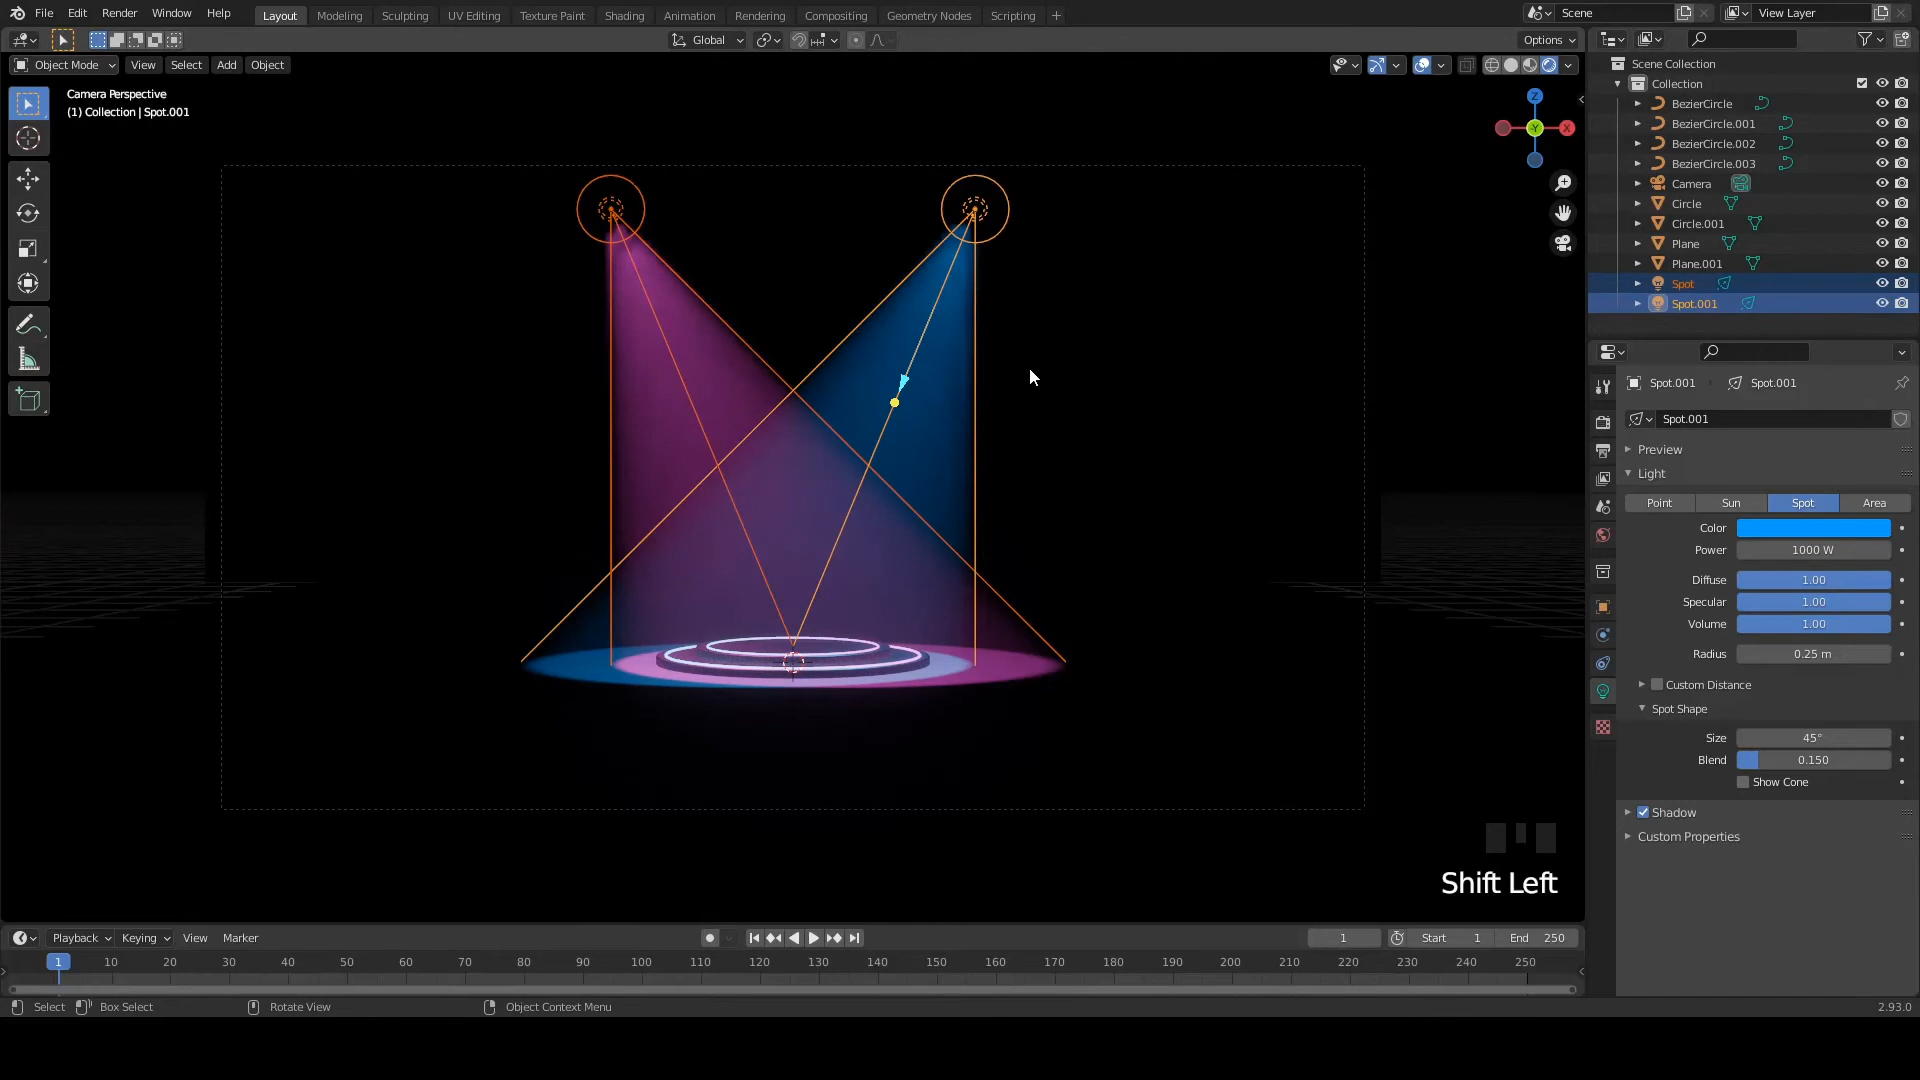 File Edit Render Window Help Layout Modeling Sculpting UV Editing Texture Paint Shading Animation Rendering Compositing Geometry Nodes Scripting + Scene View Layer
Global Options
Object Mode View Select Add Object
Camera Perspective
(1) Collection | Spot.001
Z
Y
X
Scene Collection
Collection
BezierCircle
BezierCircle.001
BezierCircle.002
BezierCircle.003
Camera
Circle
Circle.001
Plane
Plane.001
Spot
Spot.001
Spot.001 Spot.001
Spot.001
Preview
Light
Point Sun Spot Area
Color
Power 1000 W
Diffuse 1.00
Specular 1.00
Volume 1.00
Radius 0.25 m
Custom Distance
Spot Shape
Size 45°
Blend 0.150
Show Cone
Shadow
Custom Properties
Shift Left
Playback Keying View Marker 1 Start 1 End 250
1 10 20 30 40 50 60 70 80 90 100 110 120 130 140 150 160 170 180 190 200 210 220 230 240 250
Select Box Select Rotate View Object Context Menu 2.93.0